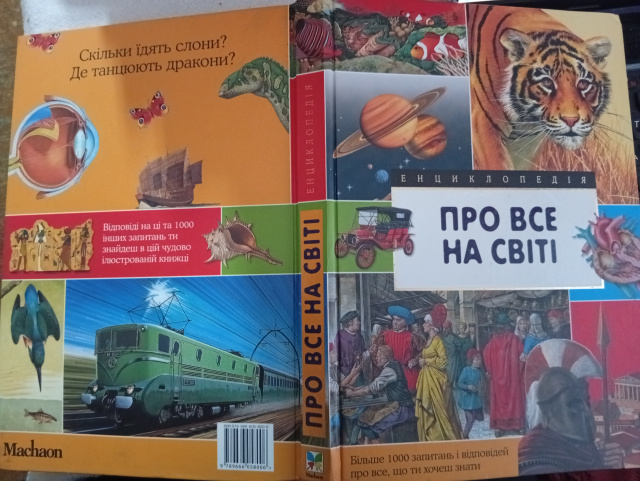 Скільки їдять слони?
Де танцюють дракони?
Відповіді на ці та 1000
інших запитань ти
знайдеш в цій чудово
ілюстрованій книжці
Machaon
ЕНЦИКЛОПЕДІЯ
ПРО ВСЕ НА СВІТІ
Machaon
ЕНЦИКЛОПЕДІЯ
ПРО ВСЕ
НА СВІТІ
Більше 1000 запитань і відповідей
про все, що ти хочеш знати